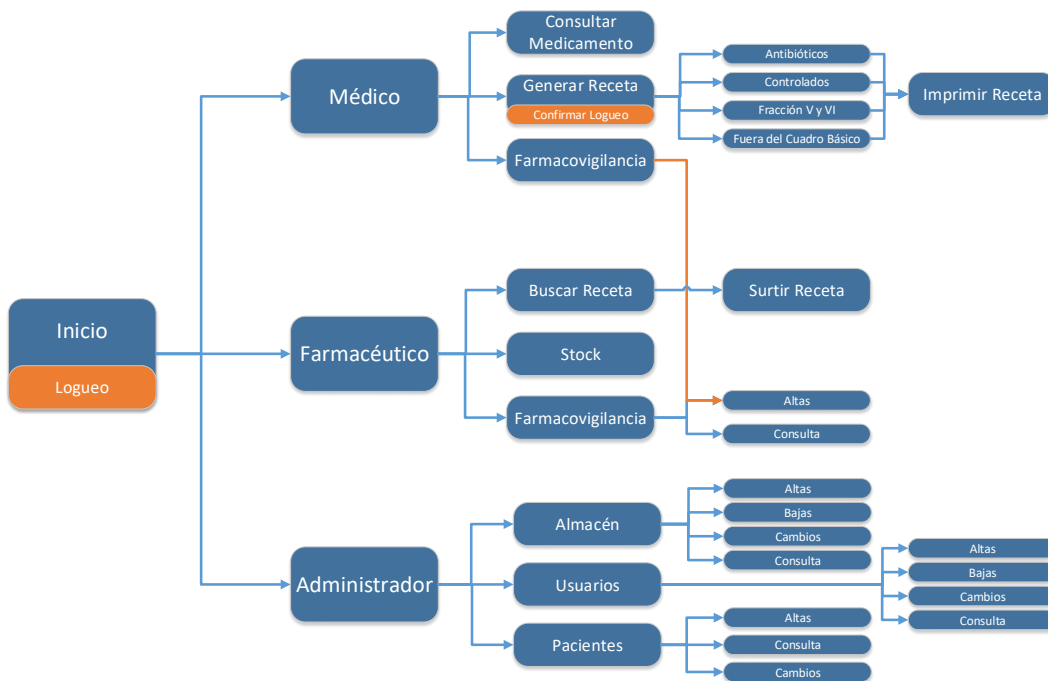 Inicio
Logueo
Médico
Consultar
Medicamento
Generar Receta
Confirmar Logueo
Antibióticos
Controlados
Fracción V y VI
Fuera del Cuadro Básico
Imprimir Receta
Farmacovigilancia
Farmacéutico
Buscar Receta
Surtir Receta
Stock
Farmacovigilancia
Altas
Consulta
Administrador
Almacén
Altas
Bajas
Cambios
Consulta
Usuarios
Altas
Bajas
Cambios
Consulta
Pacientes
Altas
Consulta
Cambios